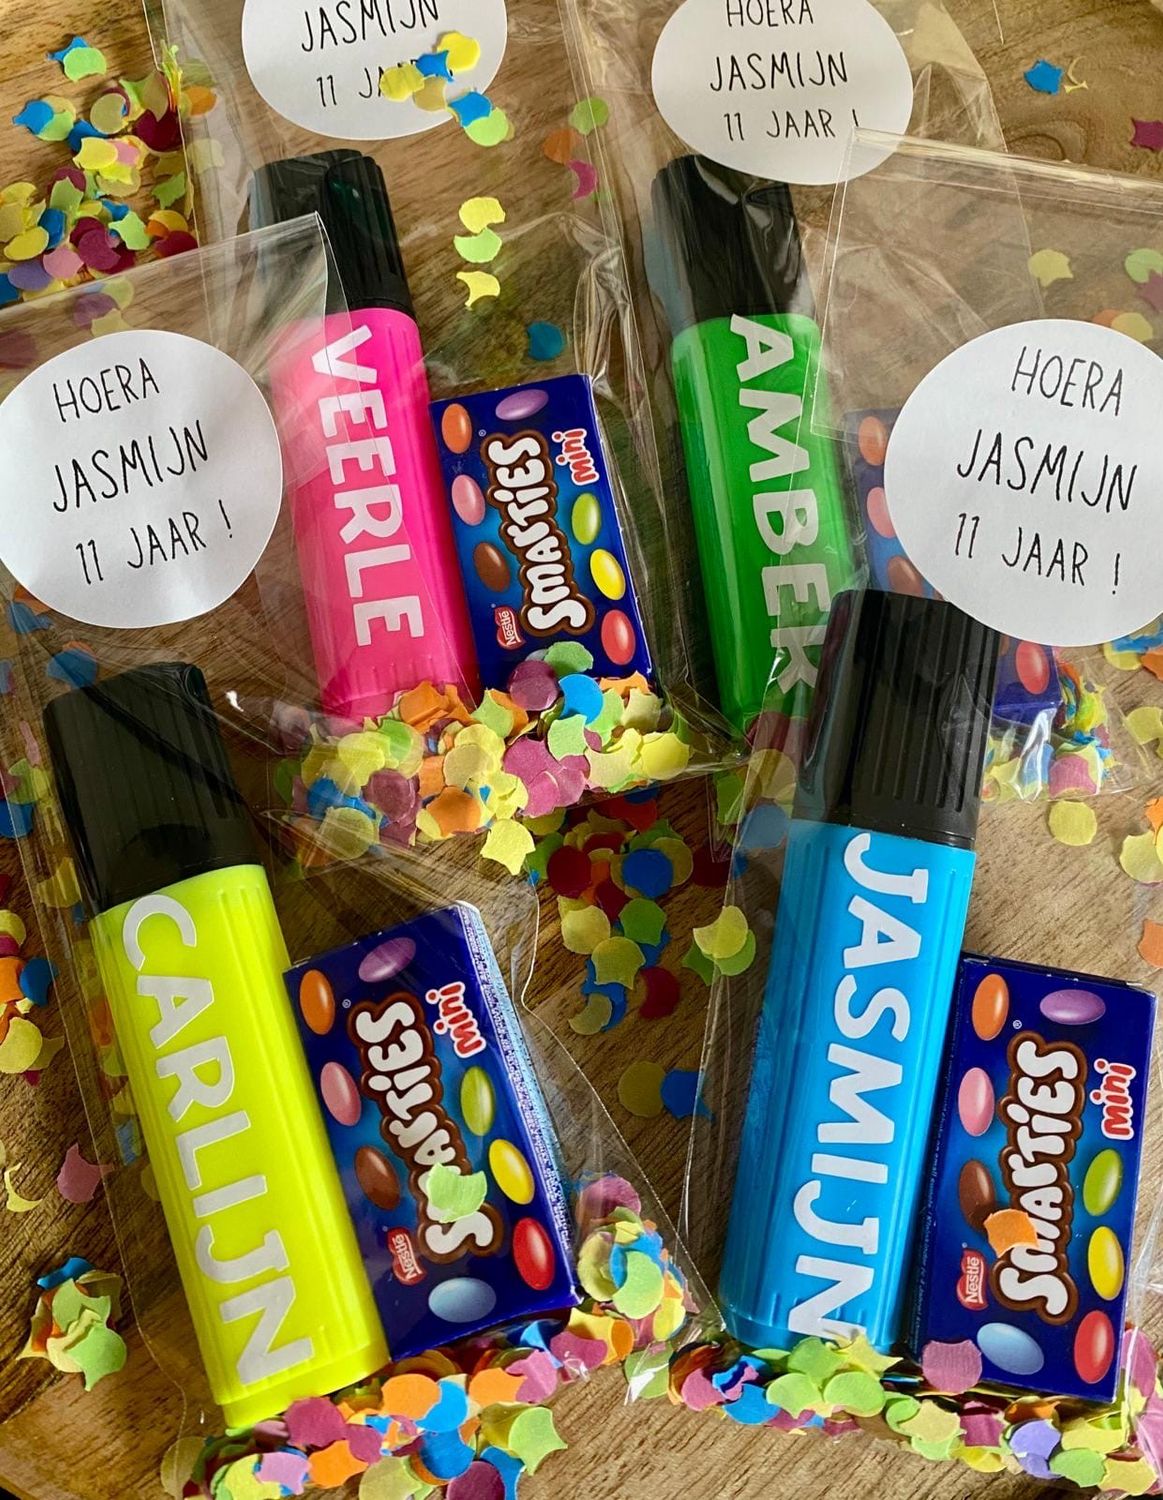 JASMIJN
11 JAAR
HOERA
JASMIJN
11 JAAR !
HOERA
JASMIJN
11 JAAR !
HOERA
JASMIJN
11 JAAR !
VEERLE
SMARTIES
mini
Nestlé
AMBER
CARLIJN
SMARTIES
mini
Nestlé
JASMIJN
SMARTIES
mini
Nestlé